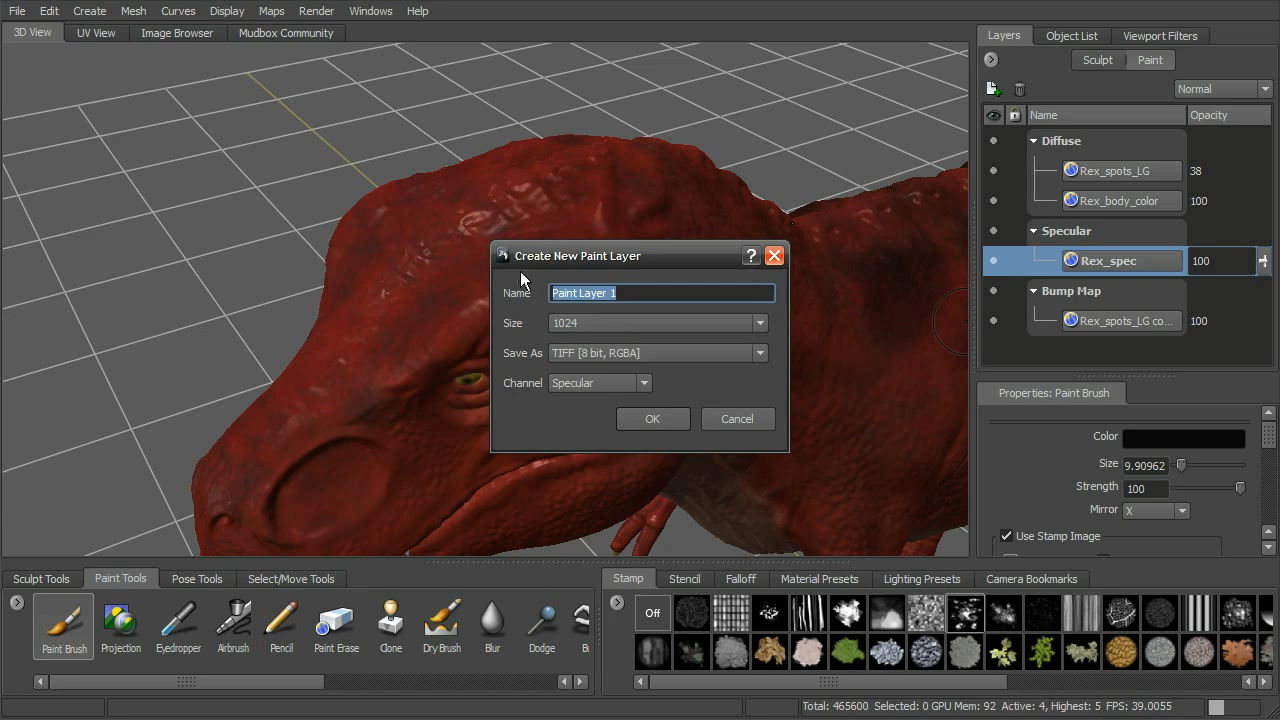 File Edit Create Mesh Curves Display Maps Render Windows Help
3D View UV View Image Browser Mudbox Community
Layers Object List Viewport Filters
Sculpt Paint
Normal
Name Opacity
Diffuse
Rex_spots_LG 38
Rex_body_color 100
Specular
Rex_spec 100
Bump Map
Rex_spots_LG co... 100
Create New Paint Layer ?
Name Paint Layer 1
Size 1024
Save As TIFF [8 bit, RGBA]
Channel Specular
OK Cancel
Properties: Paint Brush
Color
Size 9.90962
Strength 100
Mirror X
Use Stamp Image
Sculpt Tools Paint Tools Pose Tools Select/Move Tools
Paint Brush Projection Eyedropper Airbrush Pencil Paint Erase Clone Dry Brush Blur Dodge
Stamp Stencil Falloff Material Presets Lighting Presets Camera Bookmarks
Off
Total: 465600 Selected: 0 GPU Mem: 92 Active: 4, Highest: 5 FPS: 39.0055